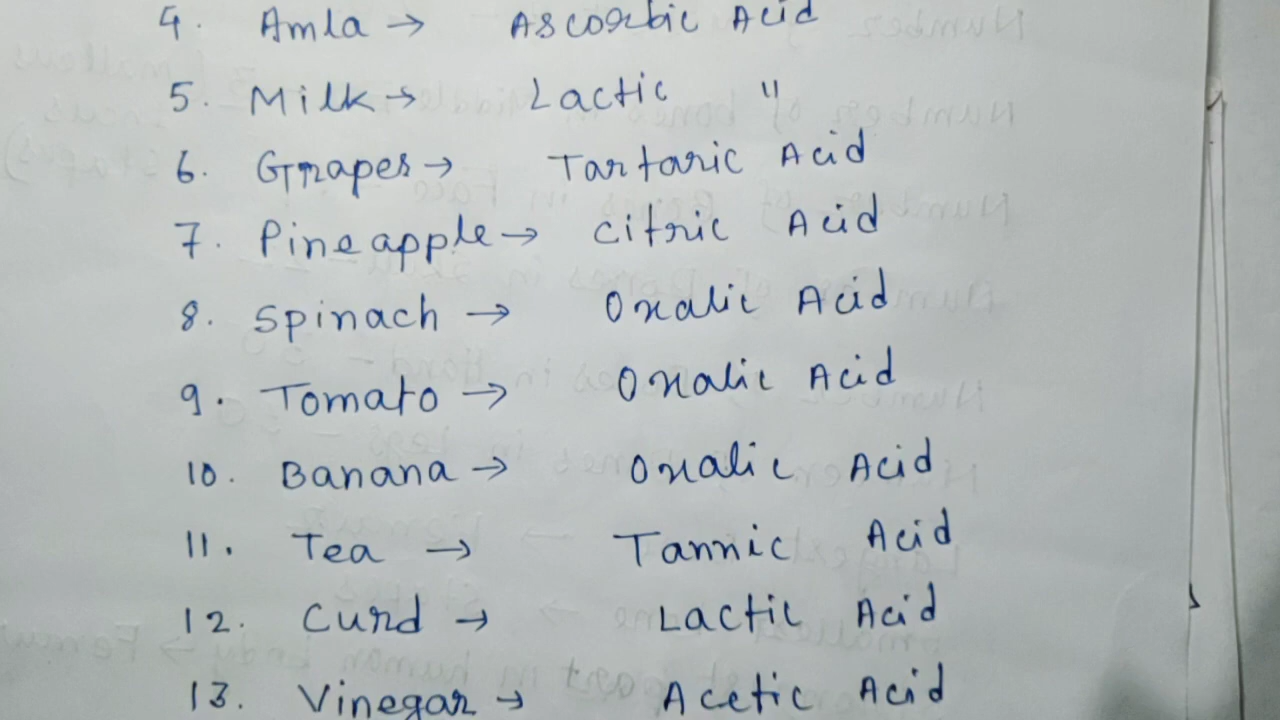 4. Amla → Ascorbic Acid
5. Milk → Lactic "
6. Grapes → Tartaric Acid
7. Pineapple → Citric Acid
8. Spinach → Oxalic Acid
9. Tomato → Oxalic Acid
10. Banana → Oxalic Acid
11. Tea → Tannic Acid
12. Curd → Lactic Acid
13. Vinegar → Acetic Acid